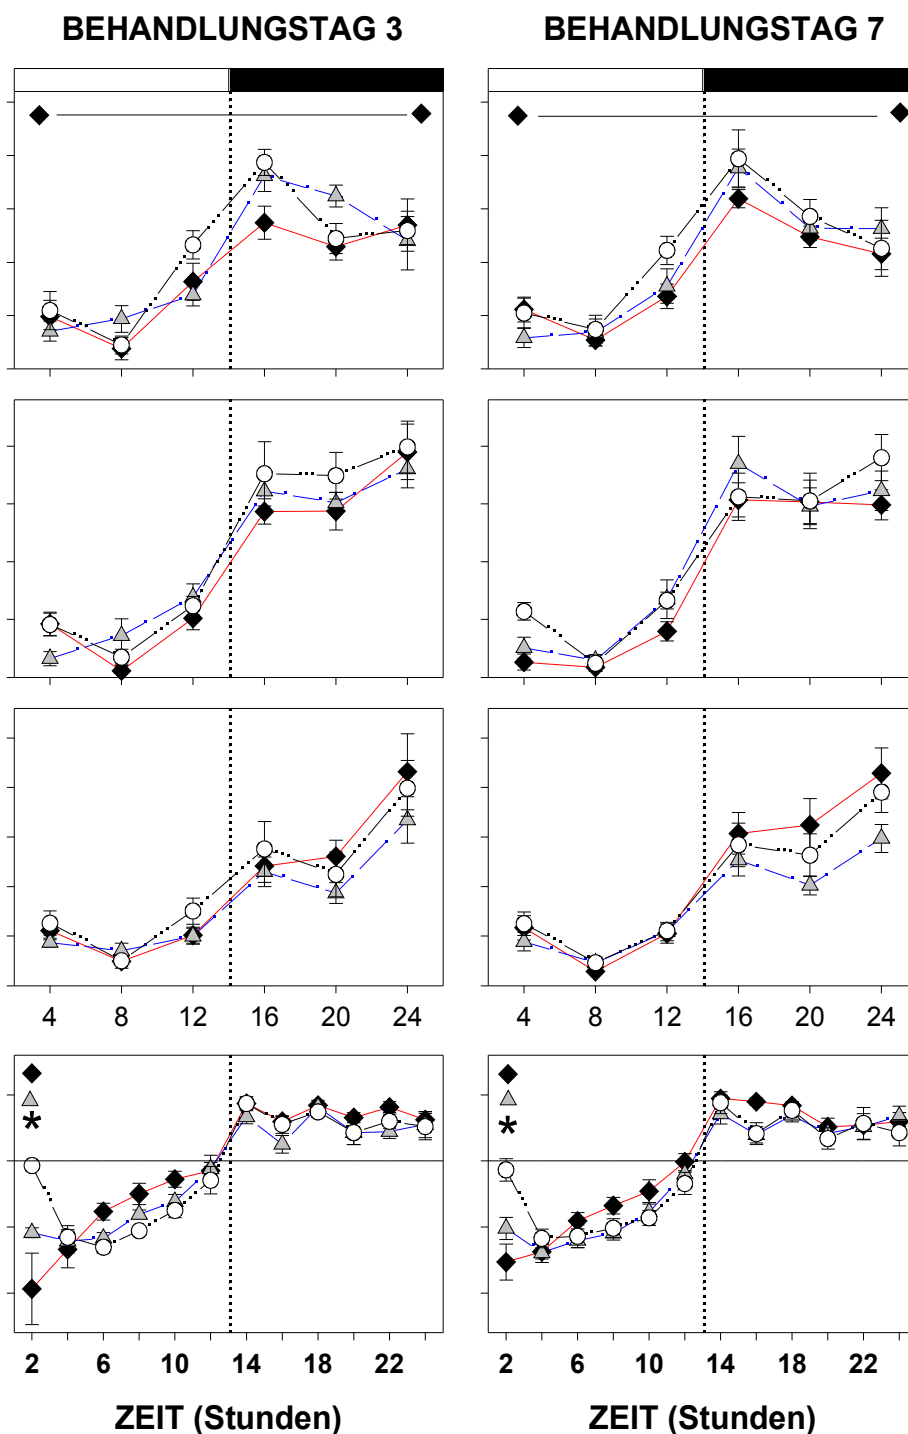 BEHANDLUNGSTAG 3 BEHANDLUNGSTAG 7
4 8 12 16 20 24 4 8 12 16 20 24
*
*
2 6 10 14 18 22 2 6 10 14 18 22
ZEIT (Stunden) ZEIT (Stunden)